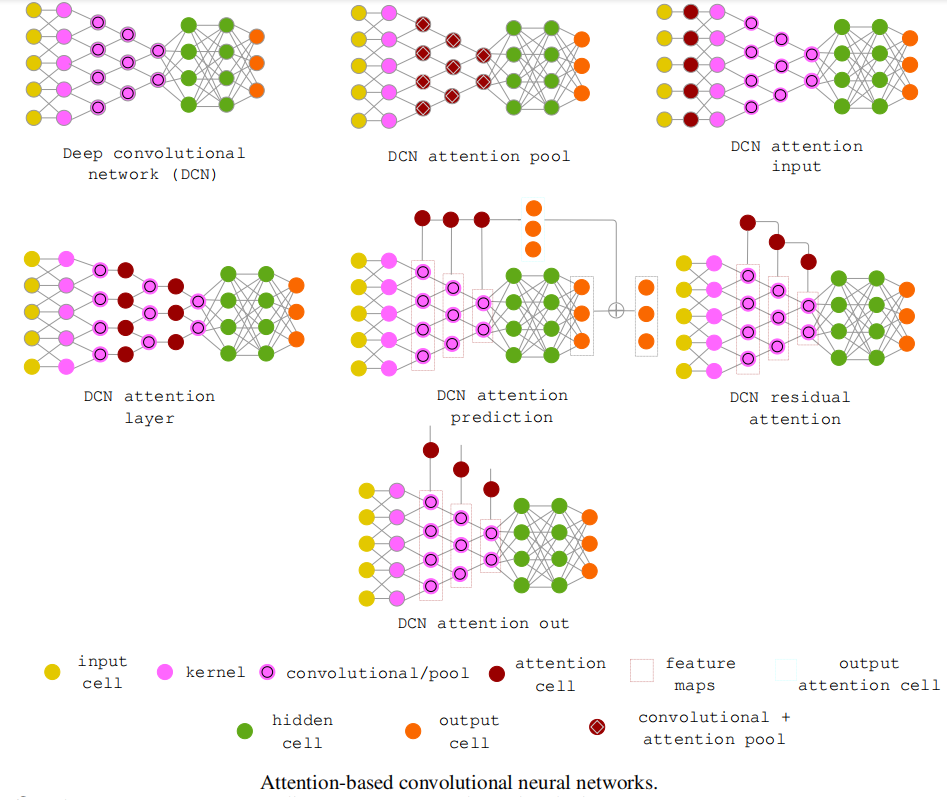 Deep convolutional
network (DCN)
DCN attention pool
DCN attention
input
DCN attention
layer
DCN attention
prediction
DCN residual
attention
DCN attention out
input
cell
kernel
convolutional/pool
attention
cell
feature
maps
output
attention cell
hidden
cell
output
cell
convolutional +
attention pool
Attention-based convolutional neural networks.